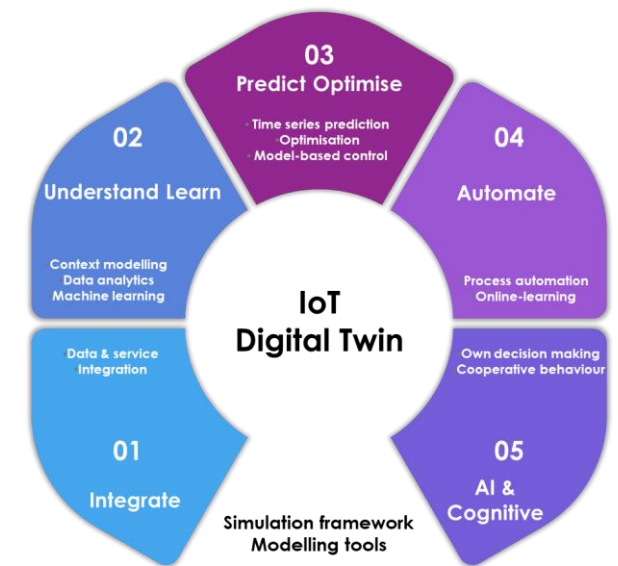 03
Predict Optimise
Time series prediction
Optimisation
Model-based control
02
Understand Learn
Context modelling
Data analytics
Machine learning
04
Automate
Process automation
Online-learning
IoT
Digital Twin
Data & service
Integration
01
Integrate
Own decision making
Cooperative behaviour
05
AI &
Cognitive
Simulation framework
Modelling tools